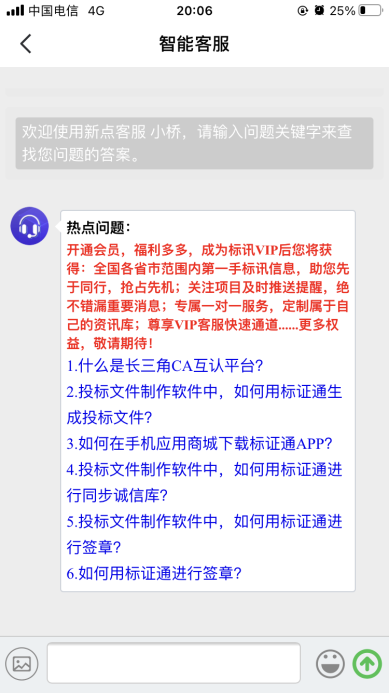 中国电信 4G 20:06 25%
智能客服
欢迎使用新点客服 小桥，请输入问题关键字来查
找您问题的答案。
热点问题：
开通会员，福利多多，成为标讯VIP后您将获
得：全国各省市范围内第一手标讯信息，助您先
于同行，抢占先机；关注项目及时推送提醒，绝
不错漏重要消息；专属一对一服务，定制属于自
己的资讯库；尊享VIP客服快速通道......更多权
益，敬请期待！
1.什么是长三角CA互认平台?
2.投标文件制作软件中，如何用标证通生
成投标文件?
3.如何在手机应用商城下载标证通APP?
4.投标文件制作软件中，如何用标证通进
行同步诚信库?
5.投标文件制作软件中，如何用标证通进
行签章?
6.如何用标证通进行签章?